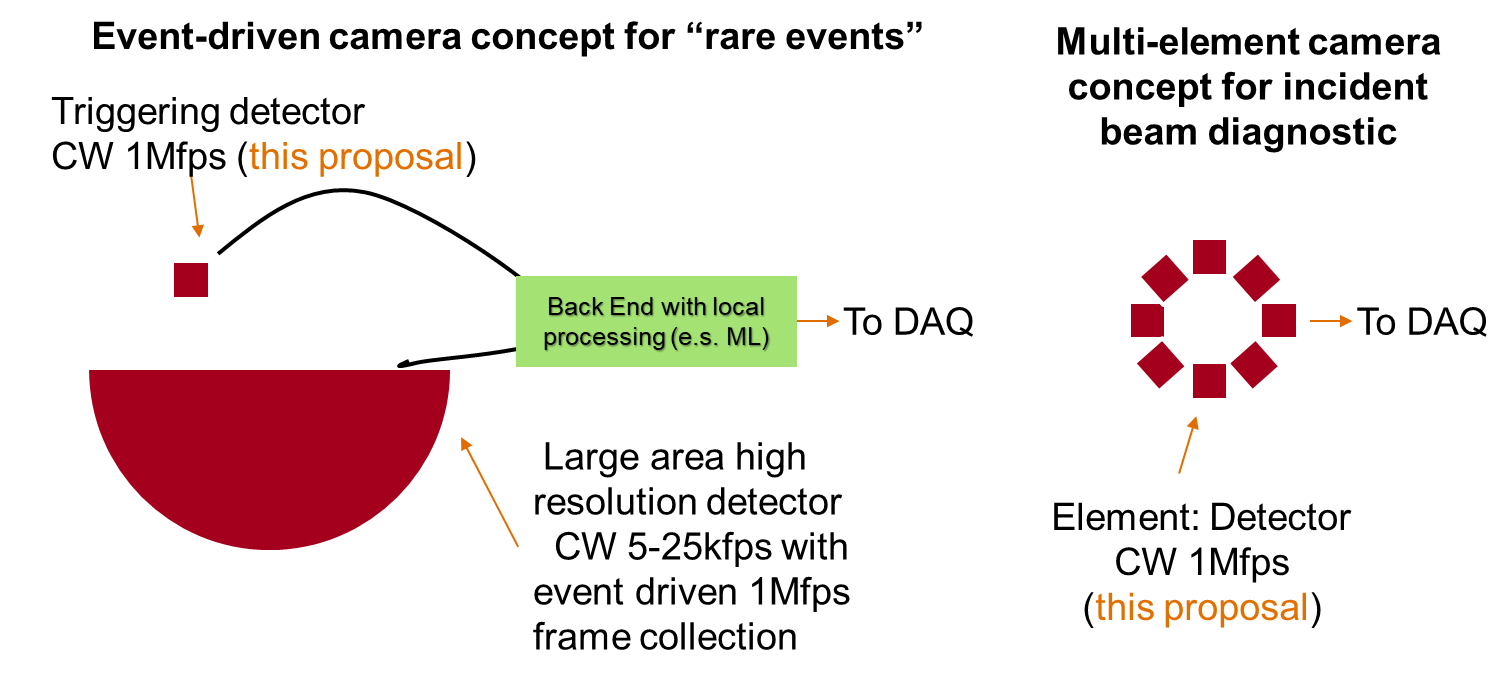 Event-driven camera concept for “rare events”
Triggering detector
CW 1Mfps (this proposal)
Back End with local
processing (e.s. ML)
To DAQ
Large area high
resolution detector
CW 5-25kfps with
event driven 1Mfps
frame collection
Multi-element camera
concept for incident
beam diagnostic
To DAQ
Element: Detector
CW 1Mfps
(this proposal)